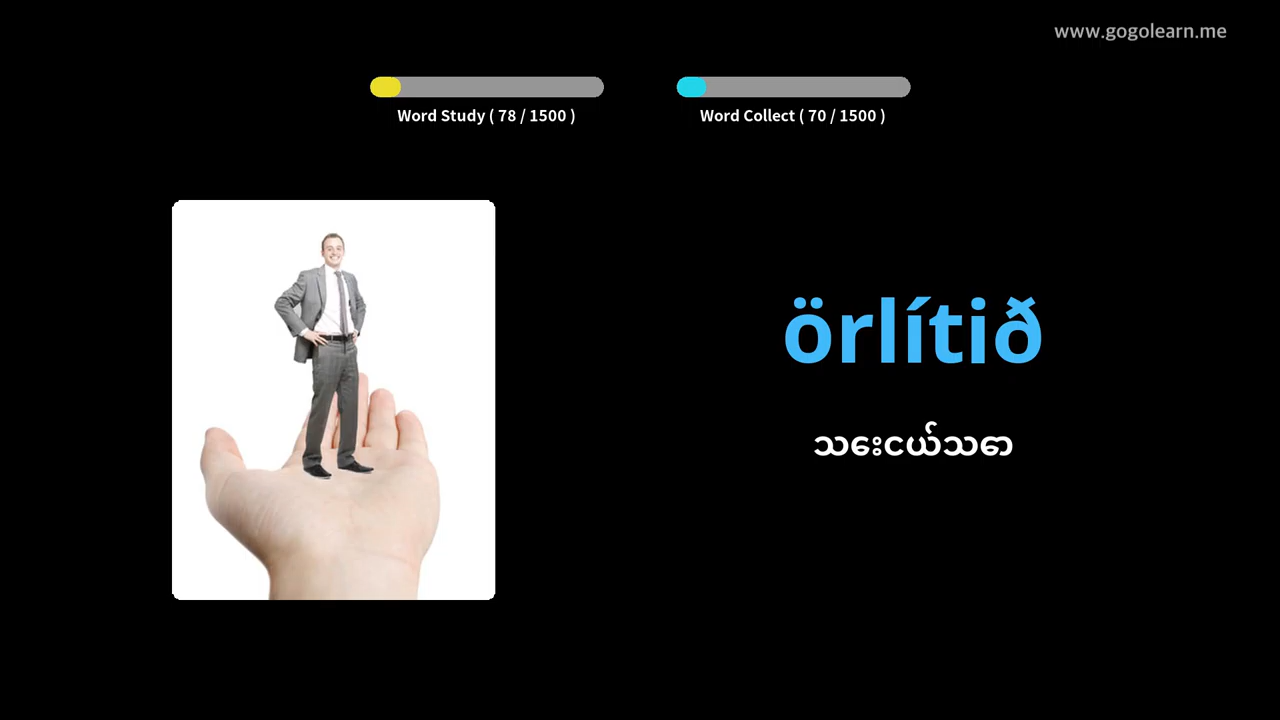 www.gogolearn.me
Word Study ( 78 / 1500 )
Word Collect ( 70 / 1500 )
örlítið
သေးငယ်သော